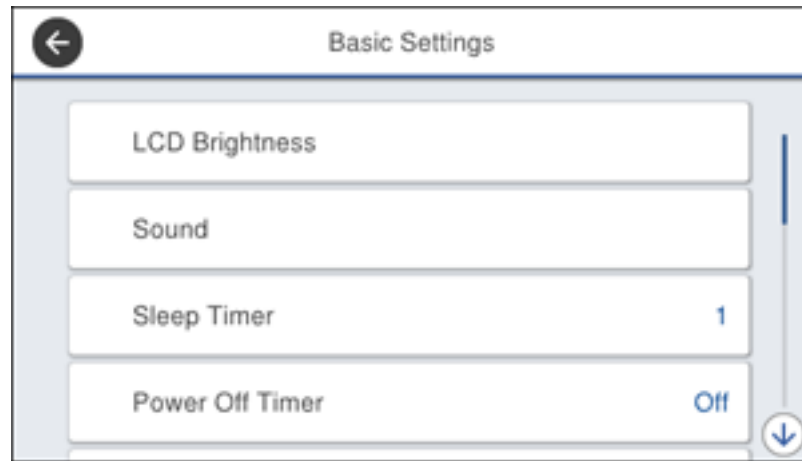 Basic Settings
LCD Brightness
Sound
Sleep Timer 1
Power Off Timer Off